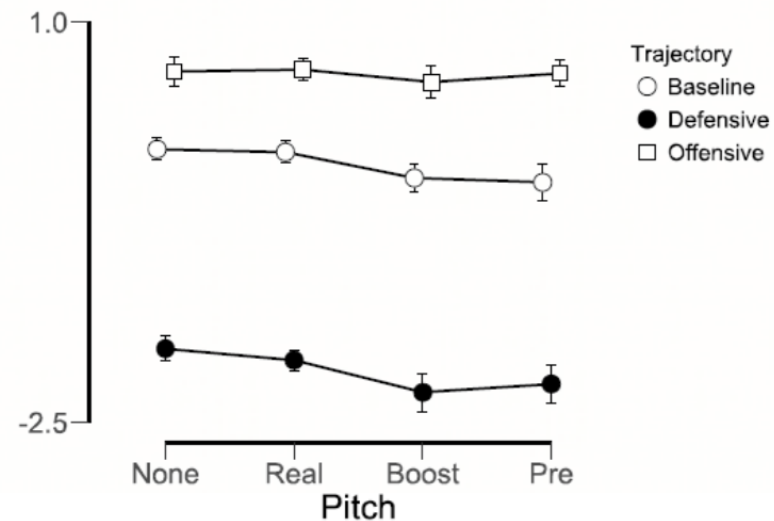 1.0
Trajectory
Baseline
Defensive
Offensive
-2.5
None Real Boost Pre
Pitch